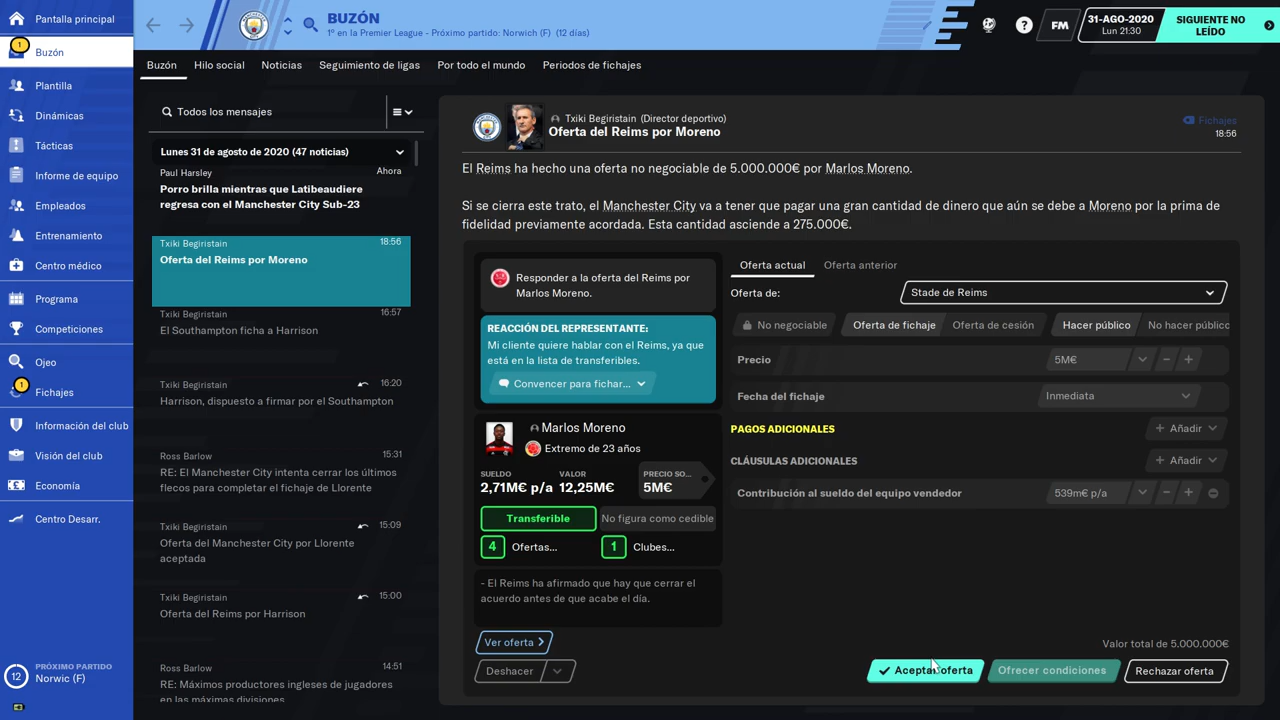 Pantalla principal
1
Buzón
Plantilla
Dinámicas
Tácticas
Informe de equipo
Empleados
Entrenamiento
Centro médico
Programa
Competiciones
Ojeo
1
Fichajes
Información del club
Visión del club
Economía
Centro Desarr.
12
PRÓXIMO PARTIDO
Norwic (F)
BUZÓN
1º en la Premier League - Próximo partido: Norwich (F) (12 días)
?
FM
31-AGO-2020
Lun 21:30
SIGUIENTE NO LEÍDO
Buzón Hilo social Noticias Seguimiento de ligas Por todo el mundo Periodos de fichajes
Todos los mensajes
Lunes 31 de agosto de 2020 (47 noticias)
Paul Harsley Ahora
Porro brilla mientras que Latibeaudiere
regresa con el Manchester City Sub-23
Txiki Begiristain 18:56
Oferta del Reims por Moreno
Txiki Begiristain 16:57
El Southampton ficha a Harrison
Txiki Begiristain 16:20
Harrison, dispuesto a firmar por el Southampton
Ross Barlow 15:31
RE: El Manchester City intenta cerrar los últimos
flecos para completar el fichaje de Llorente
Txiki Begiristain 15:09
Oferta del Manchester City por Llorente
aceptada
Txiki Begiristain 15:00
Oferta del Reims por Harrison
Ross Barlow 14:51
RE: Máximos productores ingleses de jugadores
en las máximas divisiones
Txiki Begiristain (Director deportivo)
Oferta del Reims por Moreno
Fichajes
18:56
El Reims ha hecho una oferta no negociable de 5.000.000€ por Marlos Moreno.
Si se cierra este trato, el Manchester City va a tener que pagar una gran cantidad de dinero que aún se debe a Moreno por la prima de
fidelidad previamente acordada. Esta cantidad asciende a 275.000€.
Responder a la oferta del Reims por
Marlos Moreno.
REACCIÓN DEL REPRESENTANTE:
Mi cliente quiere hablar con el Reims, ya que
está en la lista de transferibles.
Convencer para fichar...
Marlos Moreno
Extremo de 23 años
SUELDO VALOR PRECIO SO...
2,71M€ p/a 12,25M€ 5M€
Transferible No figura como cedible
4 Ofertas... 1 Clubes...
- El Reims ha afirmado que hay que cerrar el
acuerdo antes de que acabe el día.
Ver oferta
Deshacer
Oferta actual Oferta anterior
Oferta de: Stade de Reims
No negociable Oferta de fichaje Oferta de cesión Hacer público No hacer público
Precio 5M€
Fecha del fichaje Inmediata
PAGOS ADICIONALES + Añadir
CLÁUSULAS ADICIONALES + Añadir
Contribución al sueldo del equipo vendedor 539m€ p/a
Valor total de 5.000.000€
Aceptar oferta Ofrecer condiciones Rechazar oferta